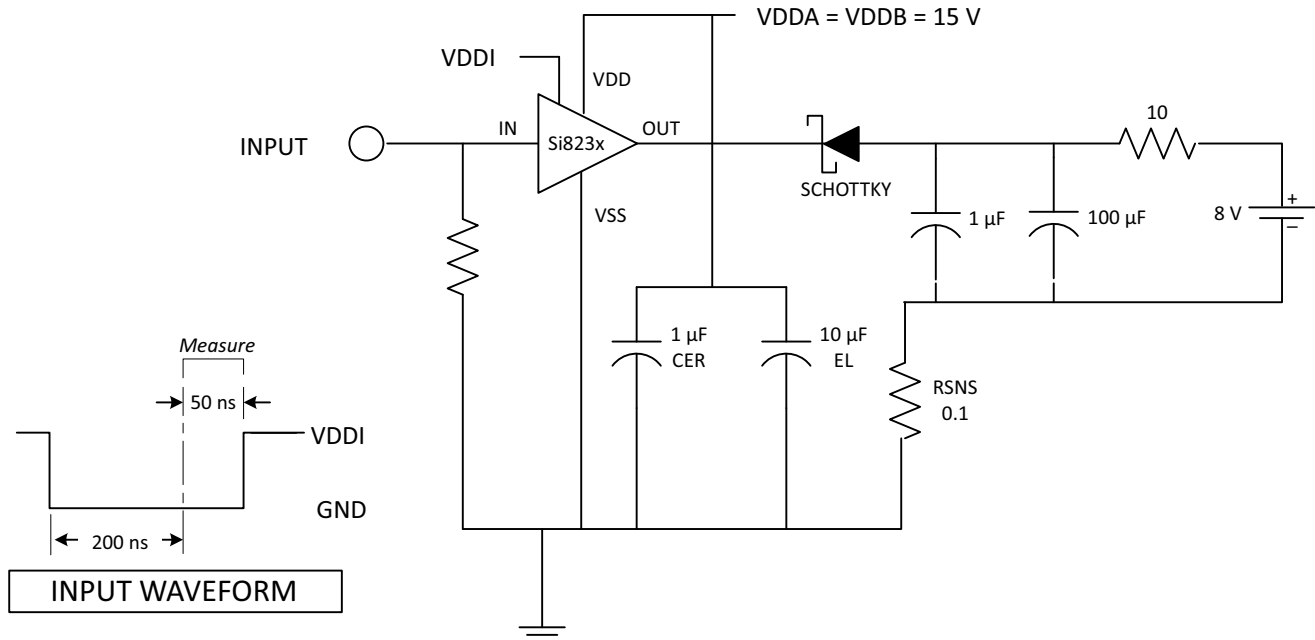 VDDA = VDDB = 15 V
VDDI
VDD
10
INPUT
IN
Si823x
OUT
SCHOTTKY
VSS
1 µF
100 µF
8 V
+
–
Measure
50 ns
1 µF
CER
10 µF
EL
RSNS
0.1
VDDI
GND
200 ns
INPUT WAVEFORM